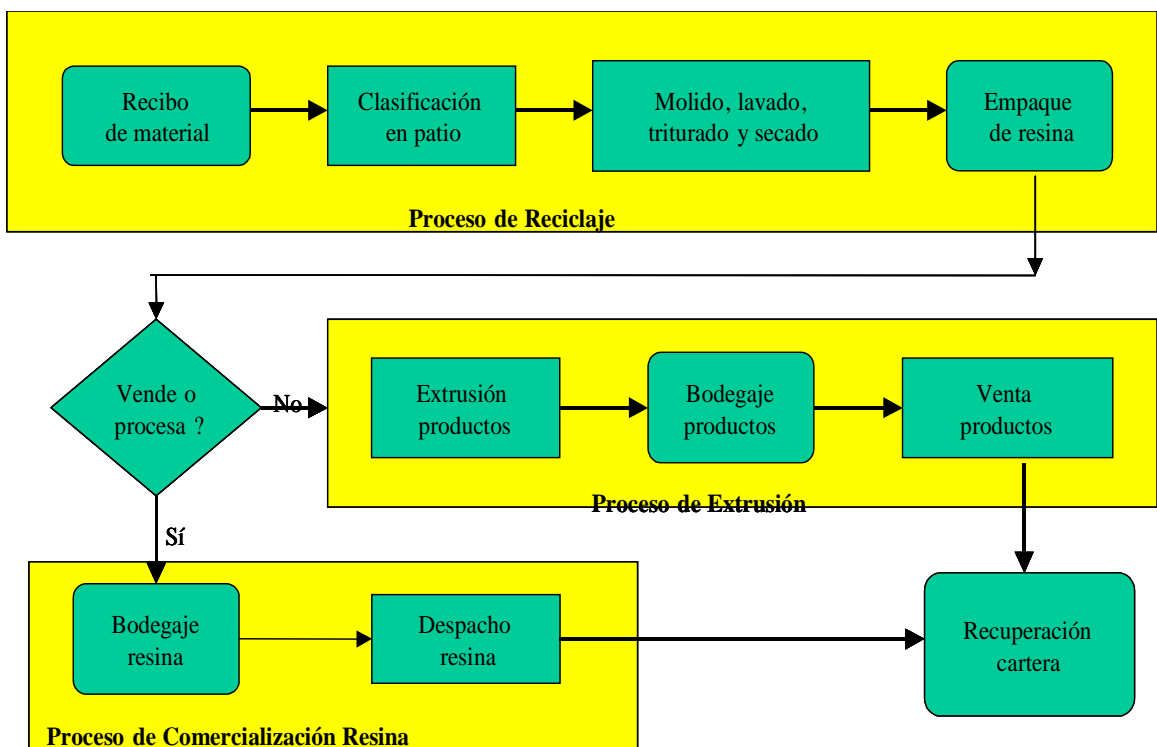 Recibo
de material
Clasificación
en patio
Molido, lavado,
triturado y secado
Empaque
de resina
Proceso de Reciclaje
Vende o
procesa ?
No
Extrusión
productos
Bodegaje
productos
Venta
productos
Proceso de Extrusión
Sí
Bodegaje
resina
Despacho
resina
Recuperación
cartera
Proceso de Comercialización Resina